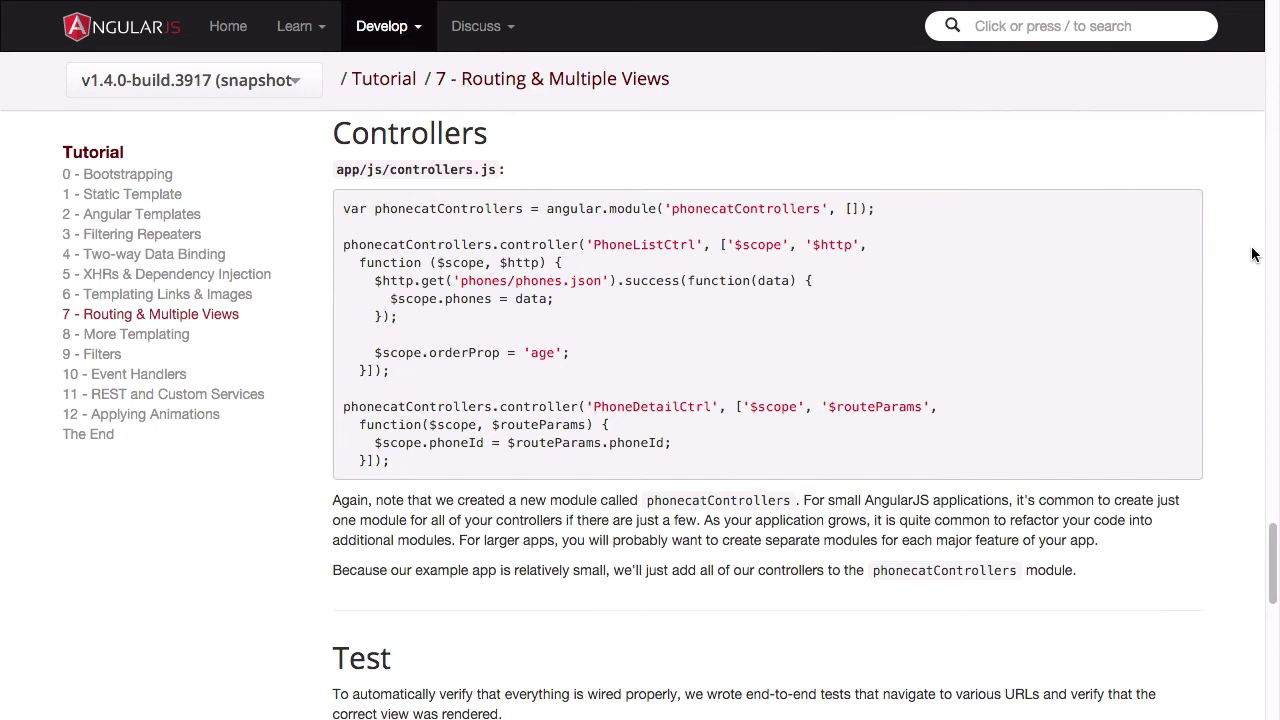 ANGULARJS Home Learn Develop Discuss Click or press / to search
v1.4.0-build.3917 (snapshot / Tutorial / 7 - Routing & Multiple Views
Tutorial
0 - Bootstrapping
1 - Static Template
2 - Angular Templates
3 - Filtering Repeaters
4 - Two-way Data Binding
5 - XHRs & Dependency Injection
6 - Templating Links & Images
7 - Routing & Multiple Views
8 - More Templating
9 - Filters
10 - Event Handlers
11 - REST and Custom Services
12 - Applying Animations
The End
Controllers
app/js/controllers.js:
var phonecatControllers = angular.module('phonecatControllers', []);
phonecatControllers.controller('PhoneListCtrl', ['$scope', '$http',
  function ($scope, $http) {
    $http.get('phones/phones.json').success(function(data) {
      $scope.phones = data;
    });
    $scope.orderProp = 'age';
  }]);
phonecatControllers.controller('PhoneDetailCtrl', ['$scope', '$routeParams',
  function($scope, $routeParams) {
    $scope.phoneId = $routeParams.phoneId;
  }]);
Again, note that we created a new module called phonecatControllers. For small AngularJS applications, it's common to create just
one module for all of your controllers if there are just a few. As your application grows, it is quite common to refactor your code into
additional modules. For larger apps, you will probably want to create separate modules for each major feature of your app.
Because our example app is relatively small, we'll just add all of our controllers to the phonecatControllers module.
Test
To automatically verify that everything is wired properly, we wrote end-to-end tests that navigate to various URLs and verify that the
correct view was rendered.